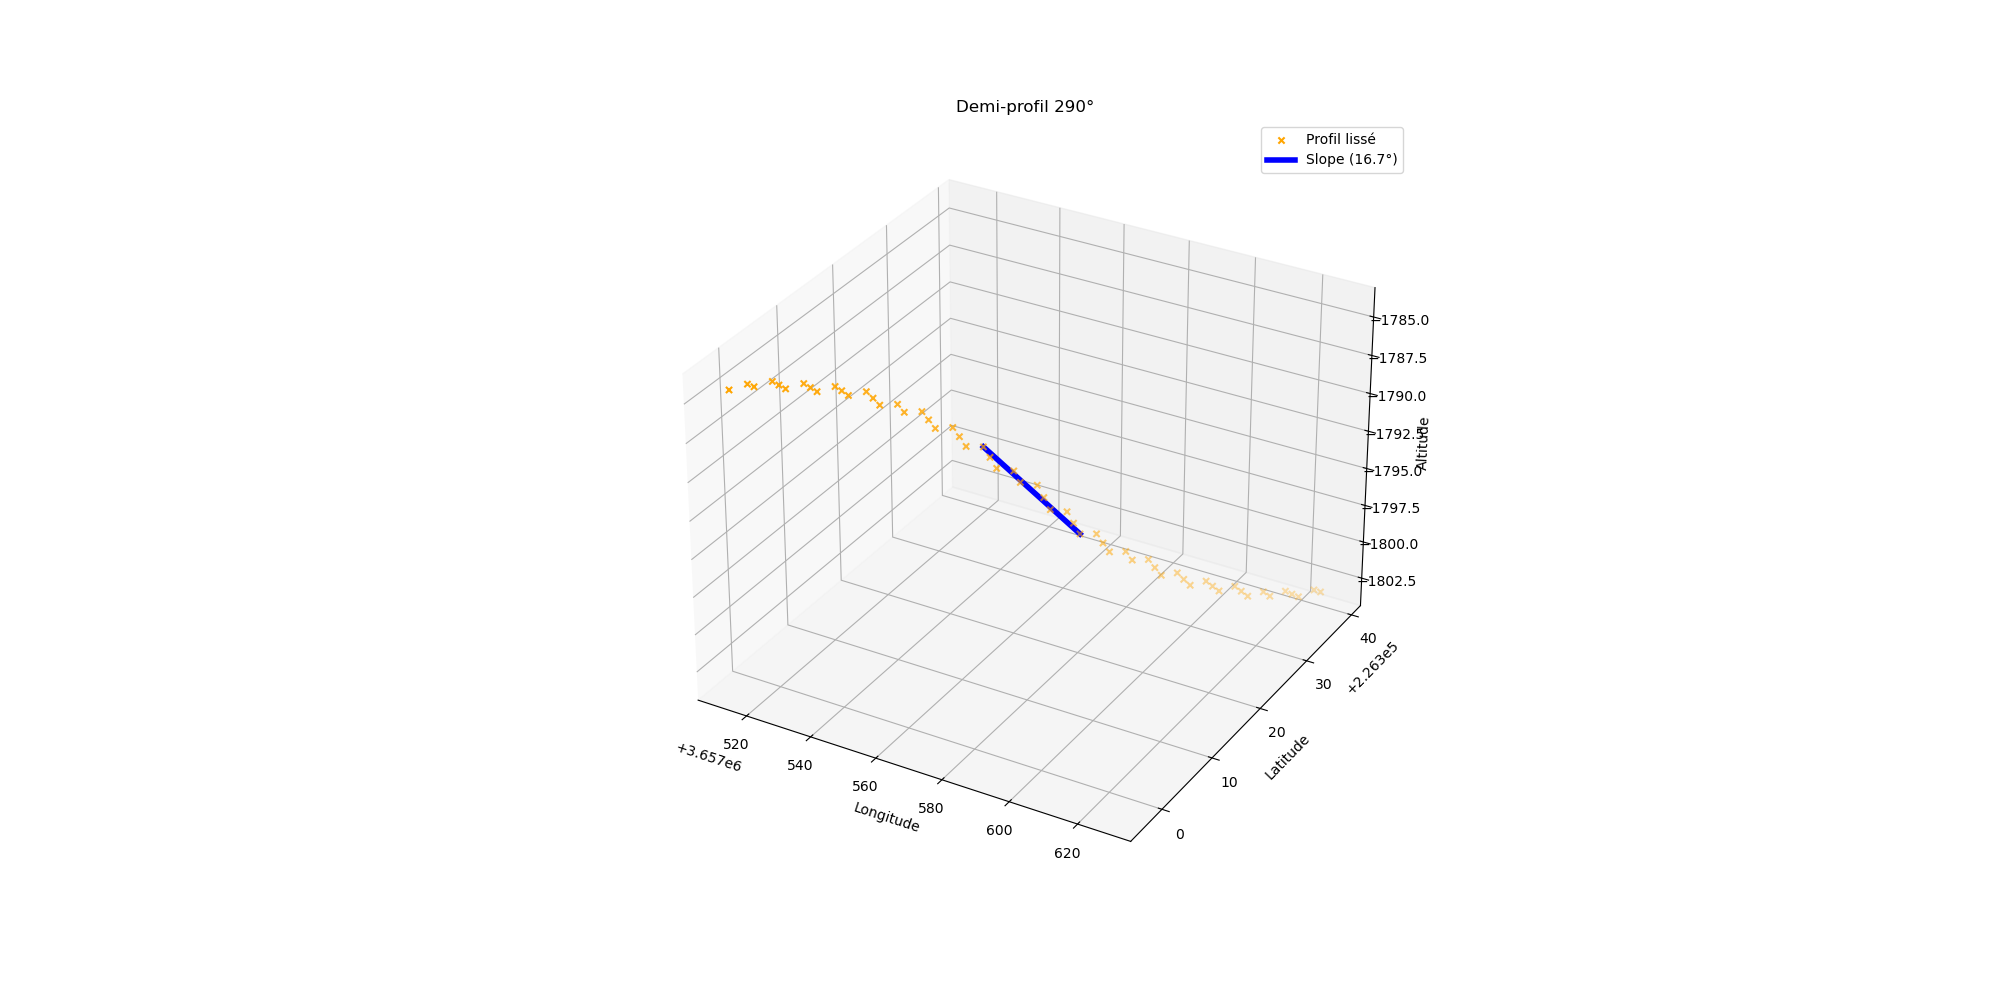 Demi-profil 290°
Profil lissé
Slope (16.7°)
−1785.0
−1787.5
−1790.0
−1792.5
−1795.0
−1797.5
−1800.0
−1802.5
Altitude
40
30
20
10
0
+2.263e5
Latitude
520
540
560
580
600
620
+3.657e6
Longitude